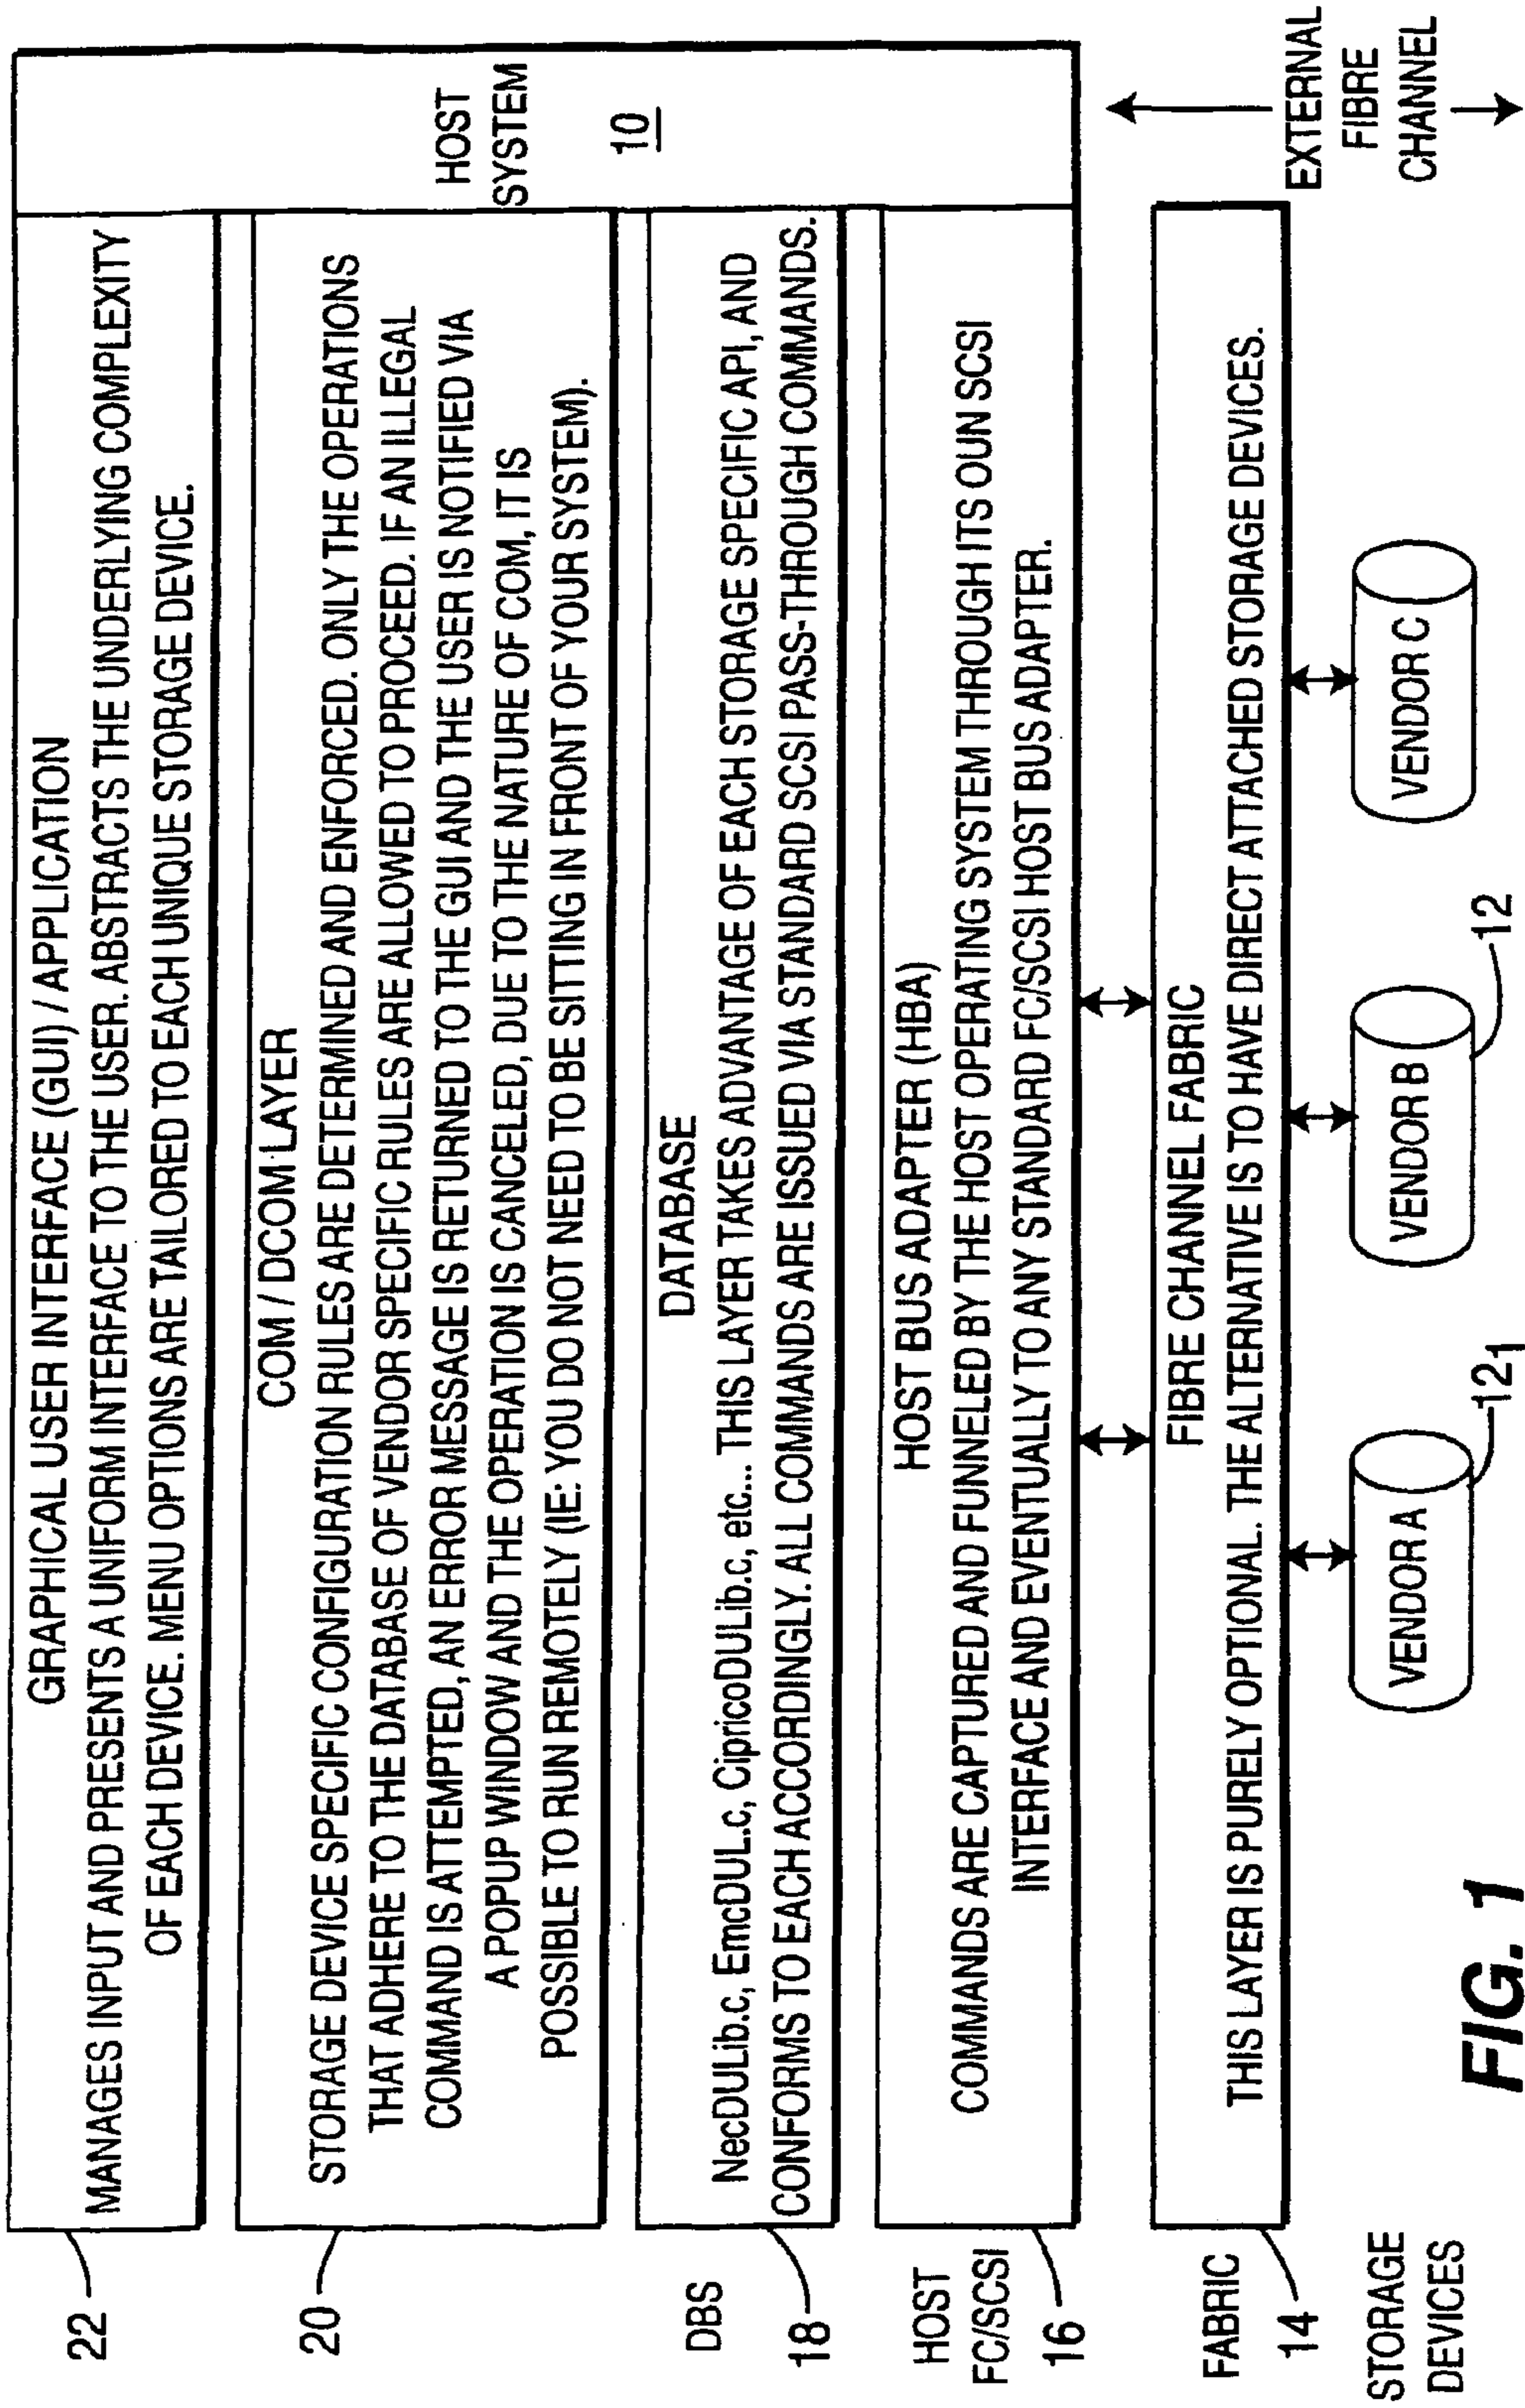 22
GRAPHICAL USER INTERFACE (GUI) / APPLICATION
MANAGES INPUT AND PRESENTS A UNIFORM INTERFACE TO THE USER. ABSTRACTS THE UNDERLYING COMPLEXITY
OF EACH DEVICE. MENU OPTIONS ARE TAILORED TO EACH UNIQUE STORAGE DEVICE.
20
COM / DCOM LAYER
STORAGE DEVICE SPECIFIC CONFIGURATION RULES ARE DETERMINED AND ENFORCED. ONLY THE OPERATIONS
THAT ADHERE TO THE DATABASE OF VENDOR SPECIFIC RULES ARE ALLOWED TO PROCEED. IF AN ILLEGAL
COMMAND IS ATTEMPTED, AN ERROR MESSAGE IS RETURNED TO THE GUI AND THE USER IS NOTIFIED VIA
A POPUP WINDOW AND THE OPERATION IS CANCELED, DUE TO THE NATURE OF COM, IT IS
POSSIBLE TO RUN REMOTELY (IE: YOU DO NOT NEED TO BE SITTING IN FRONT OF YOUR SYSTEM).
HOST
SYSTEM
10
DBS
18
DATABASE
NecDULib.c, EmcDUL.c, CipricoDULib.c, etc... THIS LAYER TAKES ADVANTAGE OF EACH STORAGE SPECIFIC API, AND
CONFORMS TO EACH ACCORDINGLY. ALL COMMANDS ARE ISSUED VIA STANDARD SCSI PASS-THROUGH COMMANDS.
HOST
FC/SCSI
16
HOST BUS ADAPTER (HBA)
COMMANDS ARE CAPTURED AND FUNNELED BY THE HOST OPERATING SYSTEM THROUGH ITS OUN SCSI
INTERFACE AND EVENTUALLY TO ANY STANDARD FC/SCSI HOST BUS ADAPTER.
FABRIC
14
FIBRE CHANNEL FABRIC
THIS LAYER IS PURELY OPTIONAL. THE ALTERNATIVE IS TO HAVE DIRECT ATTACHED STORAGE DEVICES.
EXTERNAL
FIBRE
CHANNEL
STORAGE
DEVICES
VENDOR A
VENDOR B
VENDOR C
12₁
12
FIG. 1